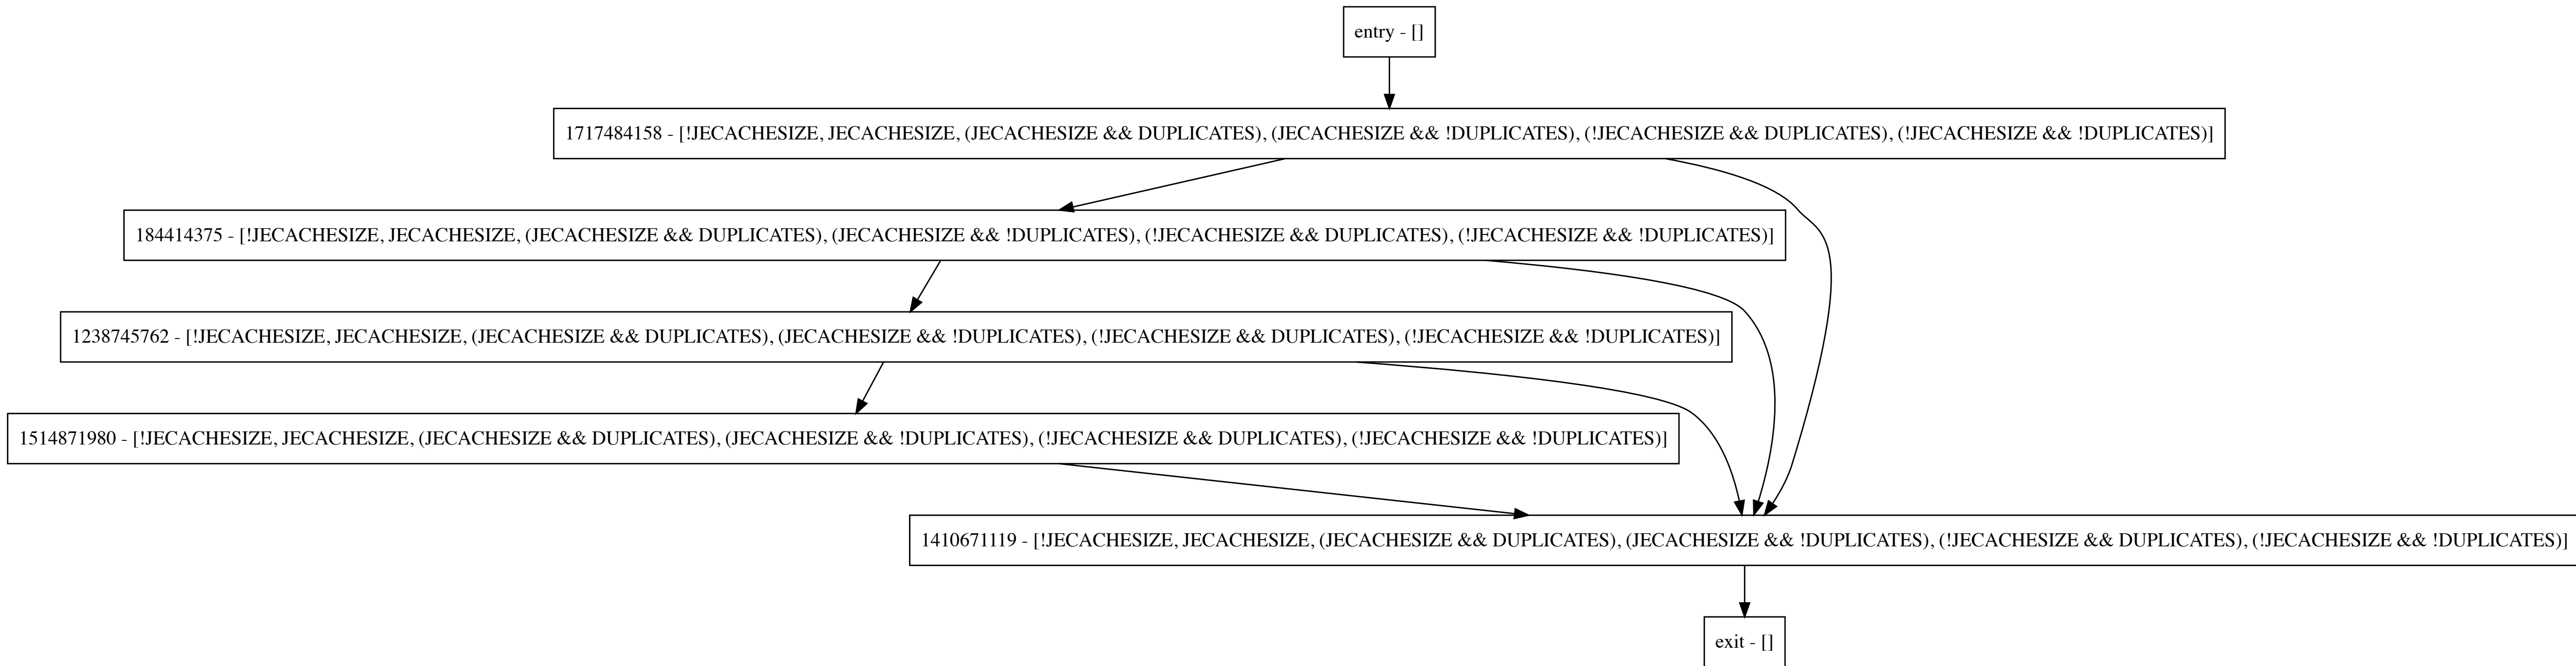 entry - []
1717484158 - [!JECACHESIZE, JECACHESIZE, (JECACHESIZE && DUPLICATES), (JECACHESIZE && !DUPLICATES), (!JECACHESIZE && DUPLICATES), (!JECACHESIZE && !DUPLICATES)]
184414375 - [!JECACHESIZE, JECACHESIZE, (JECACHESIZE && DUPLICATES), (JECACHESIZE && !DUPLICATES), (!JECACHESIZE && DUPLICATES), (!JECACHESIZE && !DUPLICATES)]
1238745762 - [!JECACHESIZE, JECACHESIZE, (JECACHESIZE && DUPLICATES), (JECACHESIZE && !DUPLICATES), (!JECACHESIZE && DUPLICATES), (!JECACHESIZE && !DUPLICATES)]
1514871980 - [!JECACHESIZE, JECACHESIZE, (JECACHESIZE && DUPLICATES), (JECACHESIZE && !DUPLICATES), (!JECACHESIZE && DUPLICATES), (!JECACHESIZE && !DUPLICATES)]
1410671119 - [!JECACHESIZE, JECACHESIZE, (JECACHESIZE && DUPLICATES), (JECACHESIZE && !DUPLICATES), (!JECACHESIZE && DUPLICATES), (!JECACHESIZE && !DUPLICATES)]
exit - []